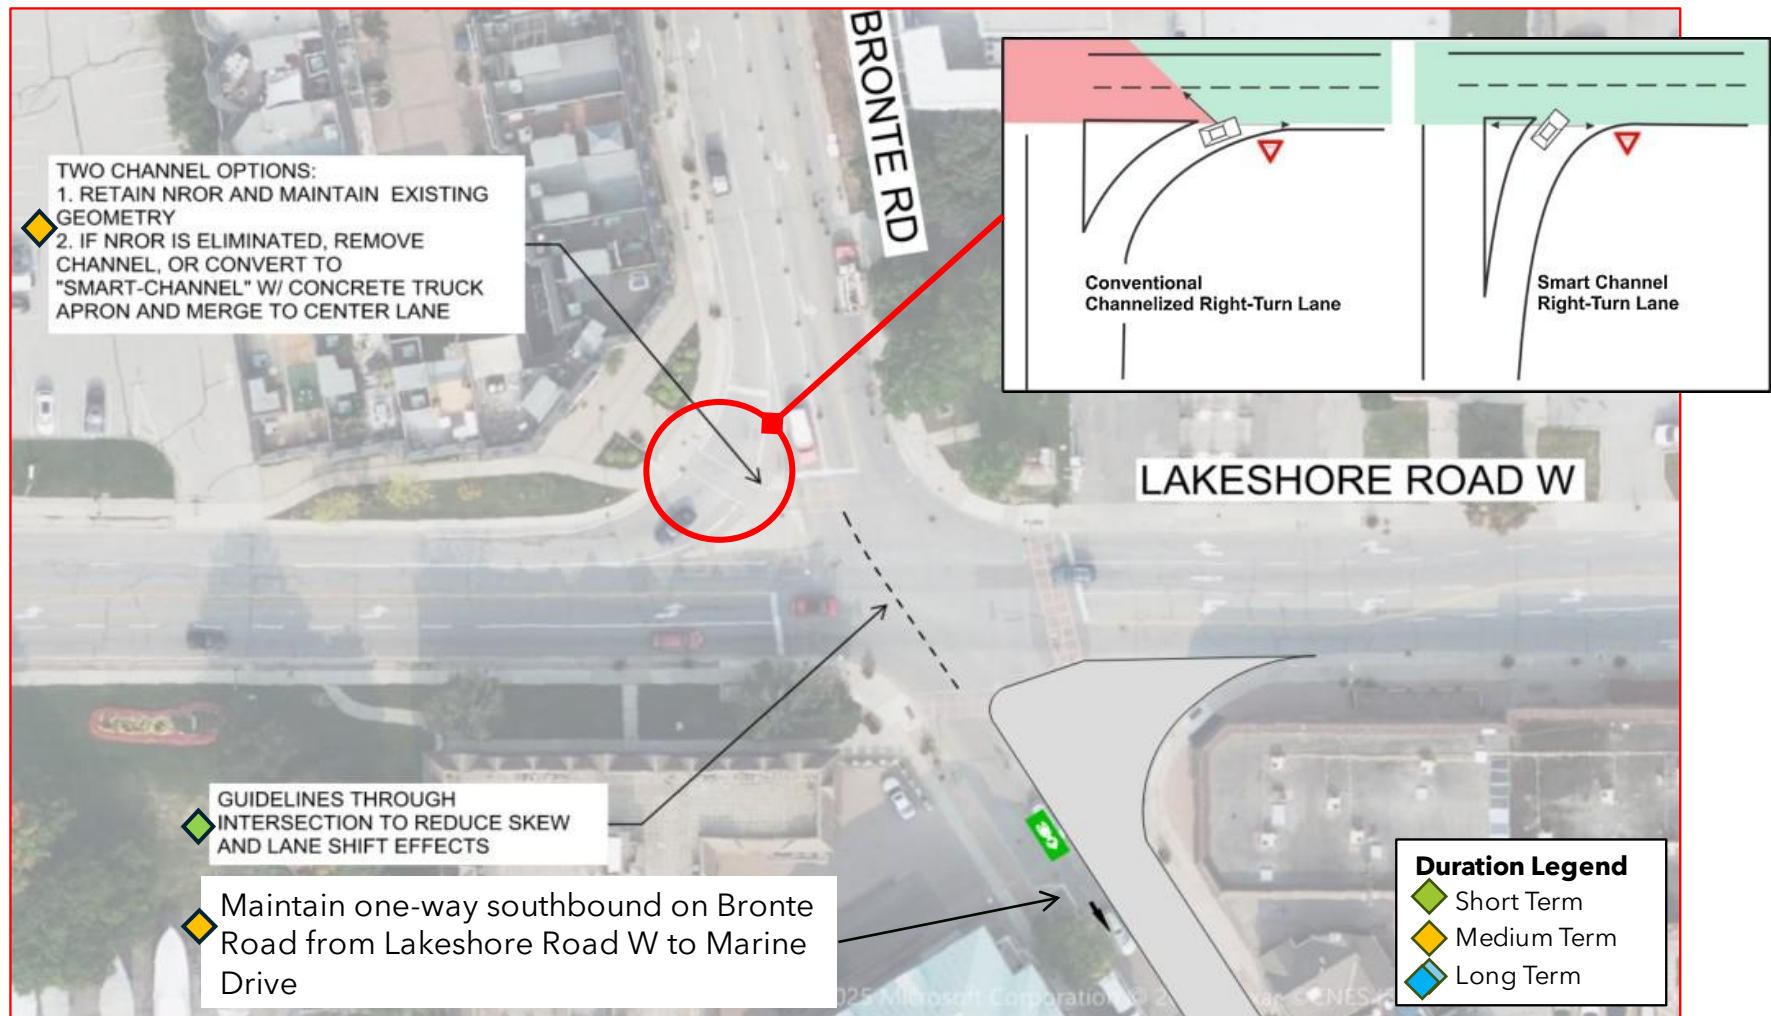 BRONTE RD
TWO CHANNEL OPTIONS:
1. RETAIN NROR AND MAINTAIN EXISTING
GEOMETRY
2. IF NROR IS ELIMINATED, REMOVE
CHANNEL, OR CONVERT TO
"SMART-CHANNEL" W/ CONCRETE TRUCK
APRON AND MERGE TO CENTER LANE
Conventional
Channelized Right-Turn Lane
Smart Channel
Right-Turn Lane
LAKESHORE ROAD W
GUIDELINES THROUGH
INTERSECTION TO REDUCE SKEW
AND LANE SHIFT EFFECTS
Maintain one-way southbound on Bronte
Road from Lakeshore Road W to Marine
Drive
Duration Legend
Short Term
Medium Term
Long Term
Microsoft Corporation